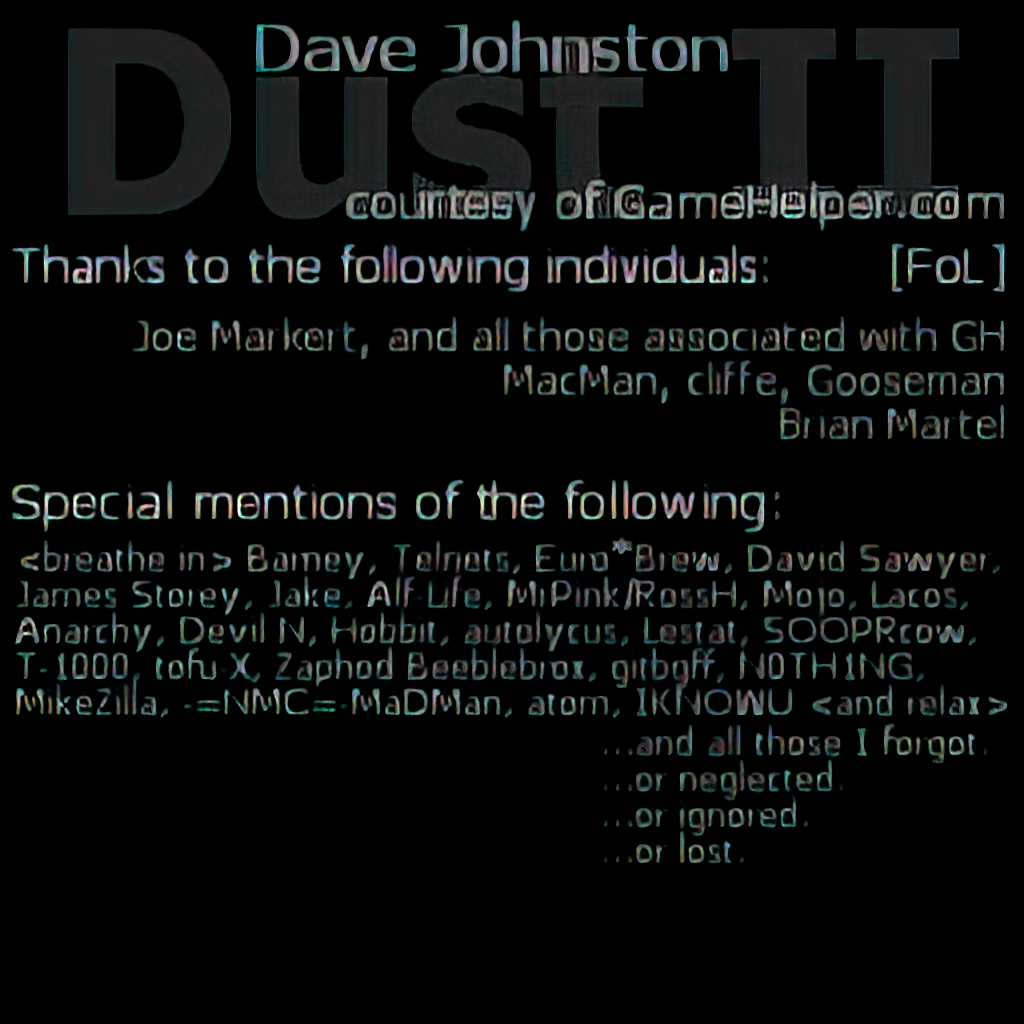 Dave Johnston
Dust II
courtesy of GameHelper.com
Thanks to the following individuals: [FoL]
Joe Markert, and all those associated with GH
MacMan, cliffe, Gooseman
Brian Martel
Special mentions of the following:
<breathe in> Barney, Telnets, Euro*Brew, David Sawyer,
James Storey, Jake, Alf-Life, MrPink/RossH, Mojo, Lacos,
Anarchy, Devil N, Hobbit, autolycus, Lestat, SOOPRcow,
T-1000, tofu-X, Zaphod Beeblebrox, gitbgff, N0TH1NG,
MikeZilla, -=NMC=-MaDMan, atom, IKNOWU <and relax>
...and all those I forgot.
...or neglected.
...or ignored.
...or lost.